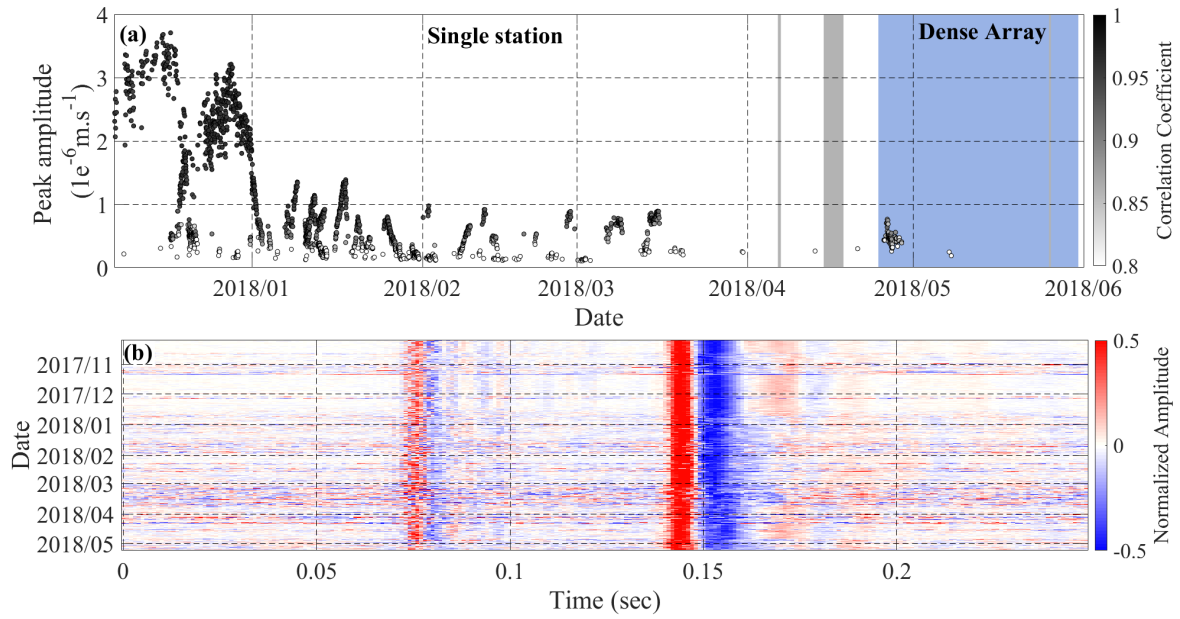 (a)
Single station
Dense Array
4
3
2
1
0
Peak amplitude
(1e⁻⁶m.s⁻¹)
2018/01
2018/02
2018/03
2018/04
2018/05
2018/06
Date
1
0.95
0.9
0.85
0.8
Correlation Coefficient
(b)
2017/11
2017/12
2018/01
2018/02
2018/03
2018/04
2018/05
Date
0
0.05
0.1
0.15
0.2
Time (sec)
0.5
0
-0.5
Normalized Amplitude